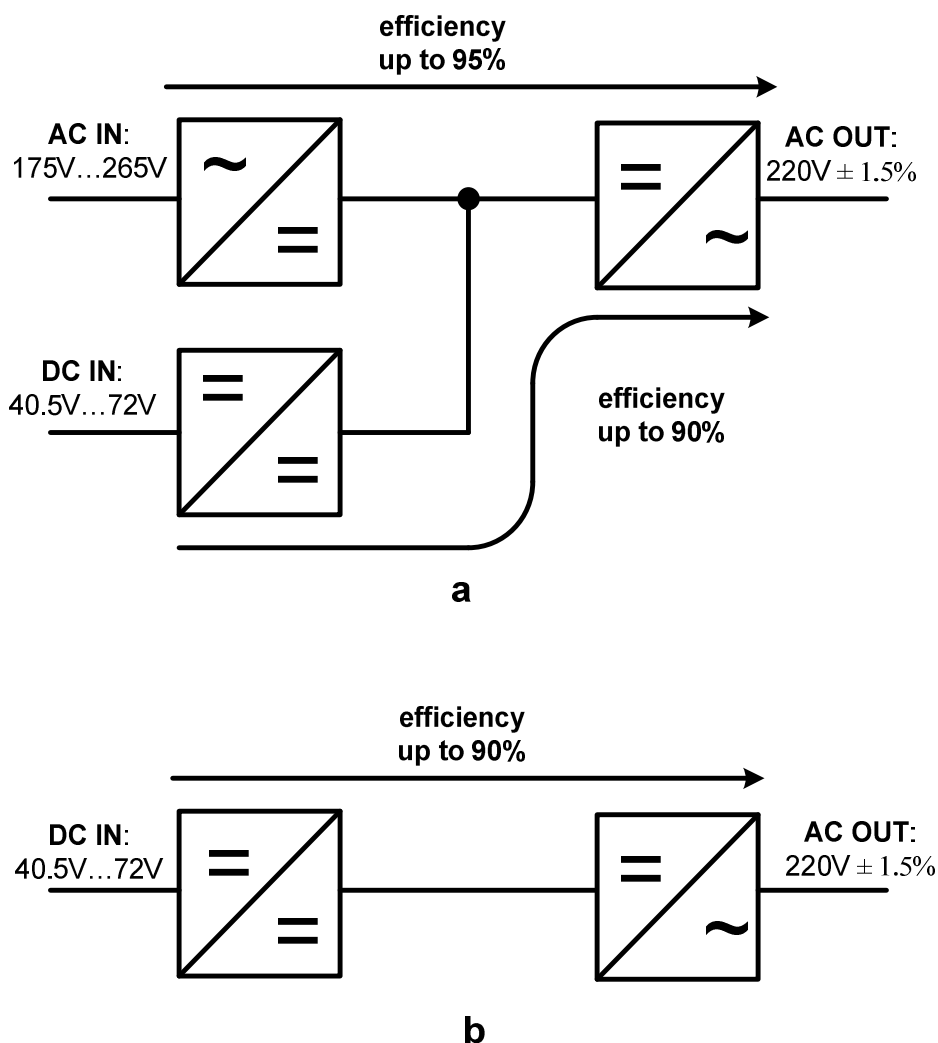 efficiency
up to 95%
AC IN:
175V...265V
AC OUT:
220V ± 1.5%
DC IN:
40.5V...72V
efficiency
up to 90%
a
efficiency
up to 90%
DC IN:
40.5V...72V
AC OUT:
220V ± 1.5%
b